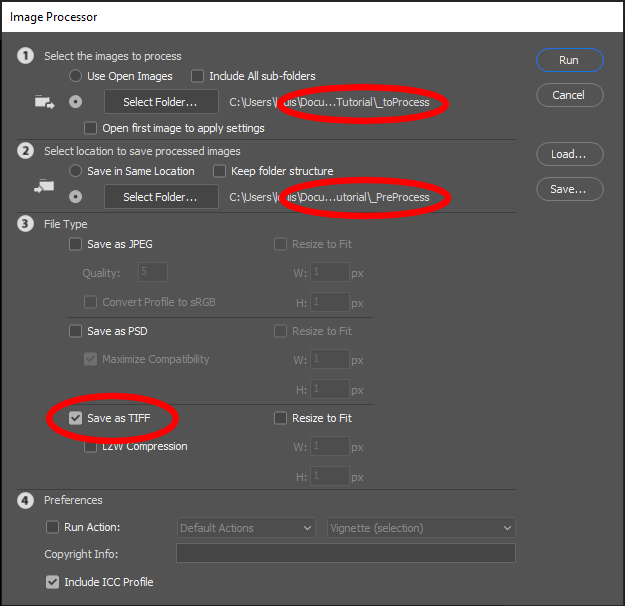 Image Processor
1 Select the images to process
Use Open Images Include All sub-folders
Select Folder... C:\Users\ \Docu...Tutorial\_toProcess
Open first image to apply settings
2 Select location to save processed images
Save in Same Location Keep folder structure
Select Folder... C:\Users\ \Docu...utorial\_PreProcess
3 File Type
Save as JPEG Resize to Fit
Quality: 5 W: 1 px
Convert Profile to sRGB H: 1 px
Save as PSD Resize to Fit
Maximize Compatibility W: 1 px
H: 1 px
Save as TIFF Resize to Fit
LZW Compression W: 1 px
H: 1 px
4 Preferences
Run Action: Default Actions Vignette (selection)
Copyright Info:
Include ICC Profile
Run
Cancel
Load...
Save...